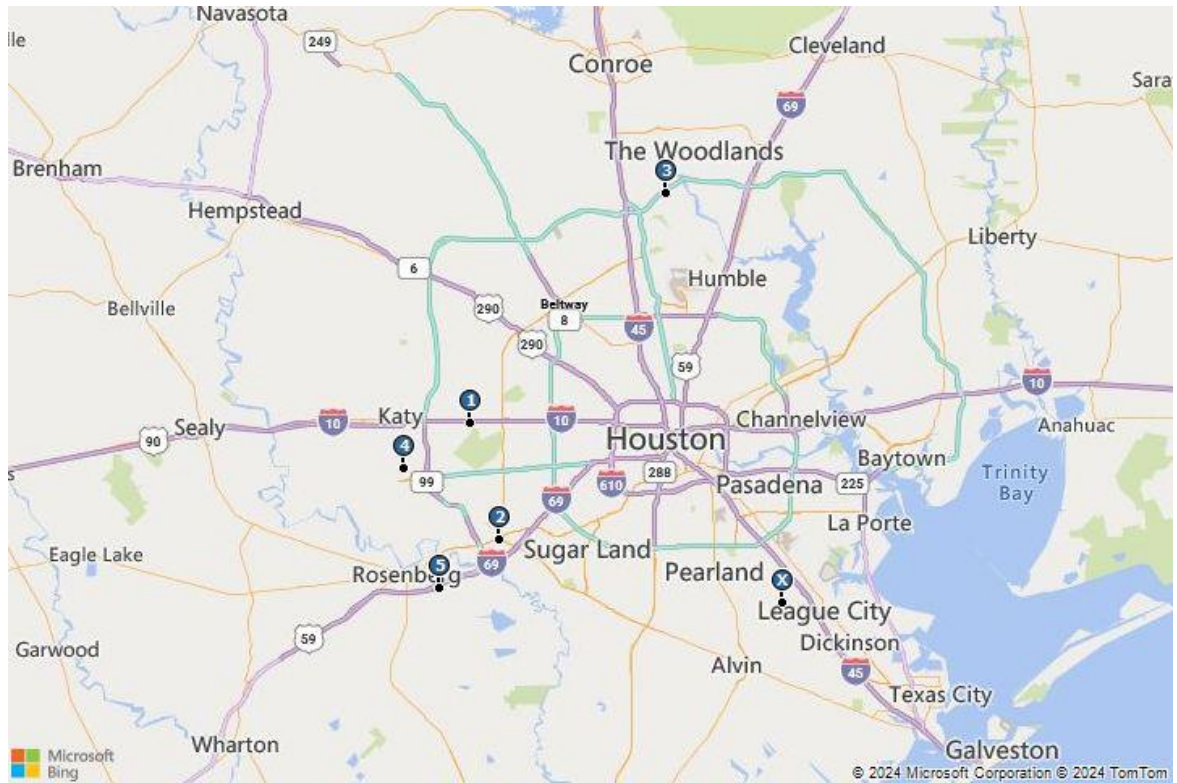 Navasota
lle
249
Cleveland
Conroe
69
Sara
The Woodlands
Brenham
3
Hempstead
Liberty
6
Humble
Bellville
290
Beltway
8
45
290
59
10
1
Katy
Channelview
10
10
Sealy
90
Houston
Anahuac
4
288
Baytown
s
99
610
Pasadena
225
Trinity
Bay
69
2
La Porte
Eagle Lake
Sugar Land
69
5
Rosenberg
Pearland
X
League City
59
Garwood
Dickinson
Alvin
45
Texas City
Wharton
Galveston
Microsoft
Bing
© 2024 Microsoft Corporation © 2024 TomTom